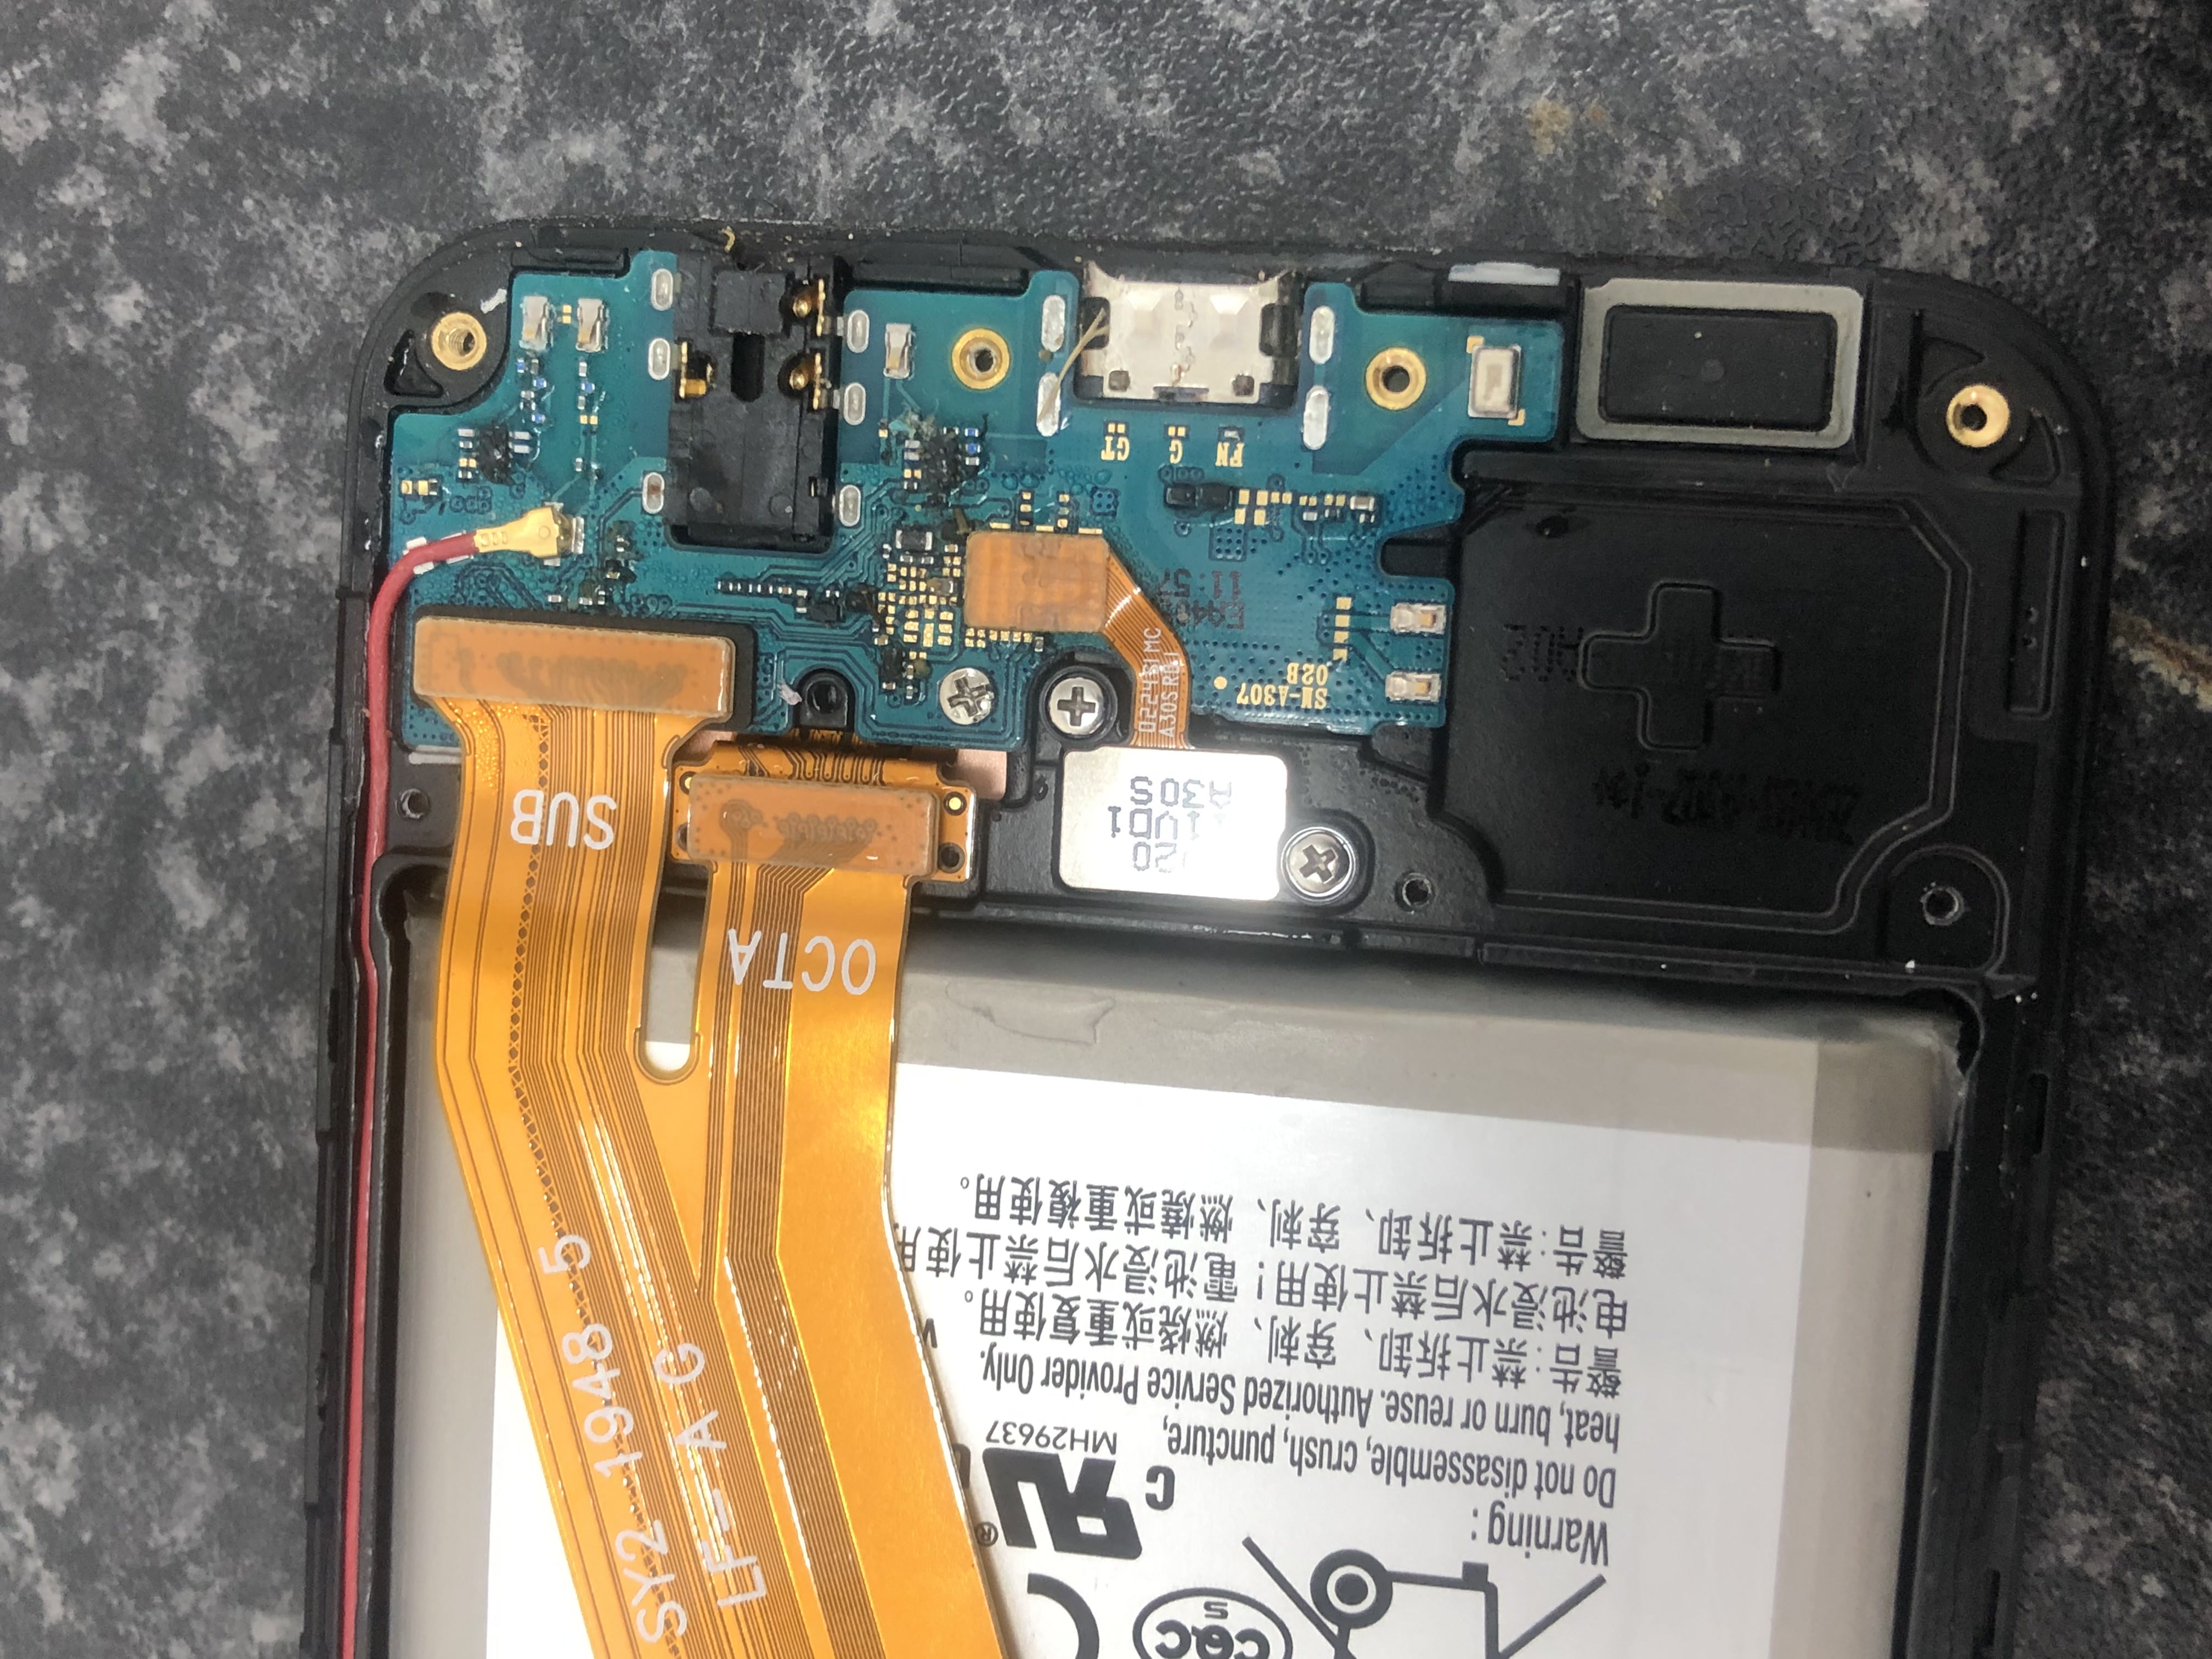 SY2 1948 5
LF- A G
SUB
OCTA
MH29637
Warning :
Do not disassemble, crush, puncture,
heat, burn or reuse. Authorized Service Provider Only.
警告:禁止拆卸、穿刺、燃烧或重复使用。
电池浸水后禁止使用!電池浸水后禁止使用
警告:禁止拆卸、穿刺、燃燒或重複使用。
CQC
S
A30S
A30S R0.1
SM-A307
02B
GT
G
FN